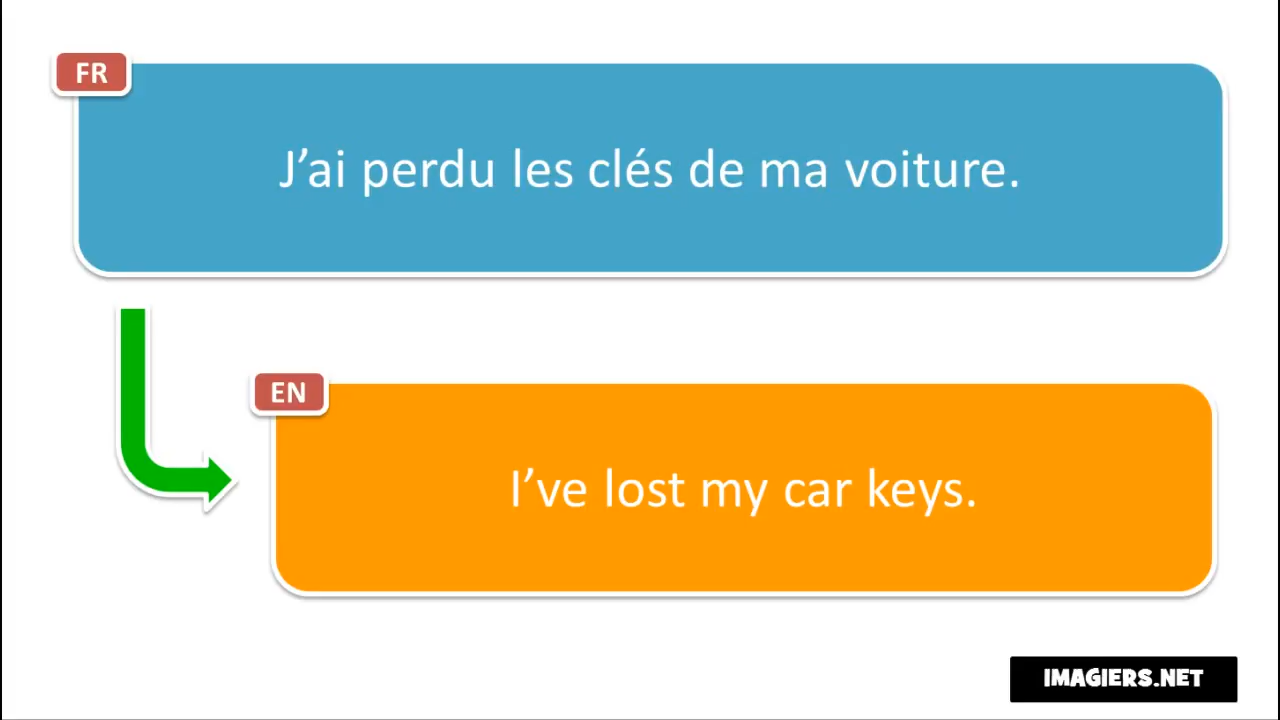 FR
J’ai perdu les clés de ma voiture.
EN
I’ve lost my car keys.
IMAGIERS.NET